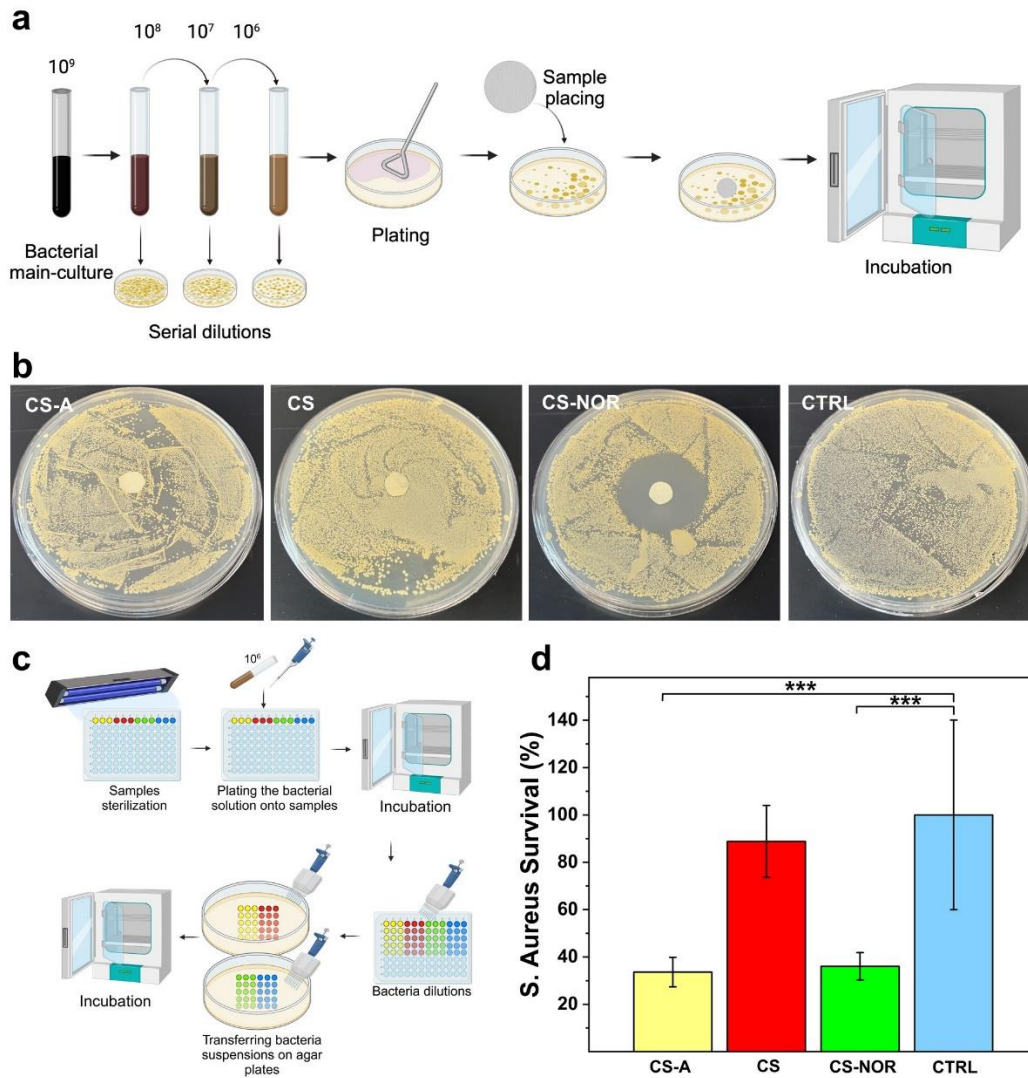 a
10⁹
10⁸
10⁷
10⁶
Bacterial
main-culture
Serial dilutions
Plating
Sample
placing
Incubation
b
CS-A
CS
CS-NOR
CTRL
c
10⁶
Samples
sterilization
Plating the bacterial
solution onto samples
Incubation
Incubation
Transferring bacteria
suspensions on agar
plates
Bacteria dilutions
d
***
***
S. Aureus Survival (%)
140
120
100
80
60
40
20
CS-A
CS
CS-NOR
CTRL